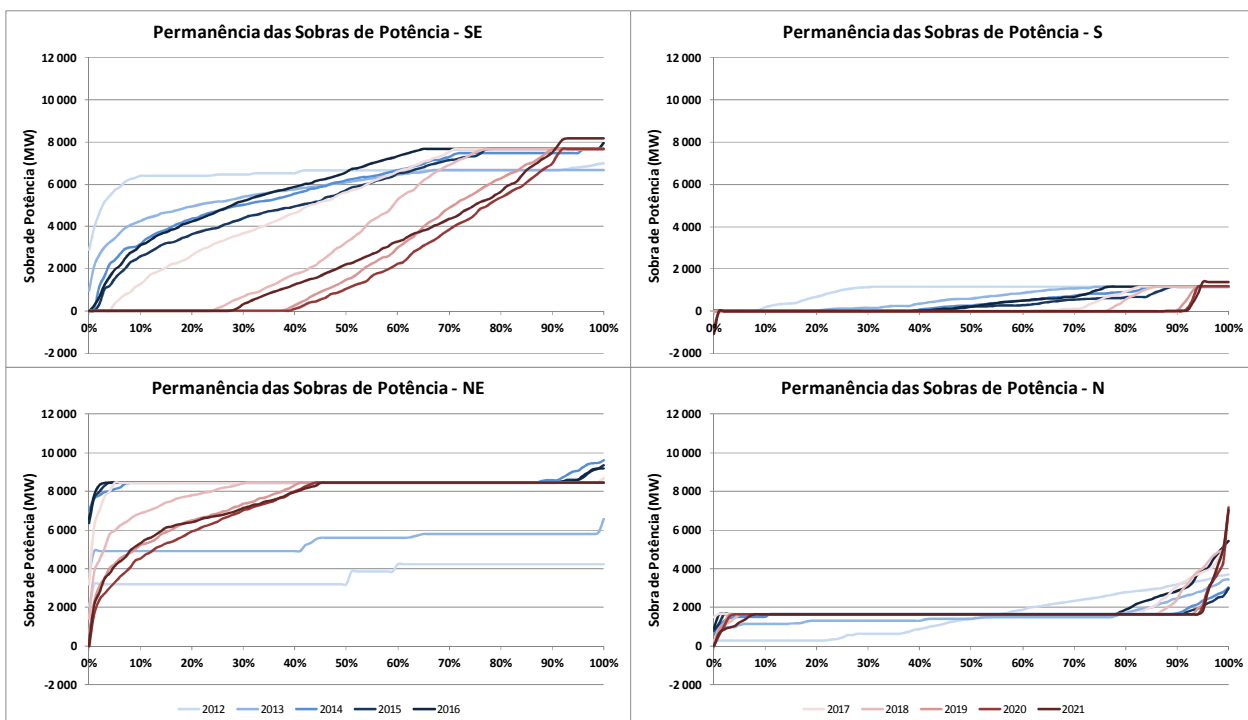 Permanência das Sobras de Potência - SE
Sobra de Potência (MW)
12 000
10 000
8 000
6 000
4 000
2 000
0
-2 000
0% 10% 20% 30% 40% 50% 60% 70% 80% 90% 100%
Permanência das Sobras de Potência - S
Sobra de Potência (MW)
12 000
10 000
8 000
6 000
4 000
2 000
0
-2 000
0% 10% 20% 30% 40% 50% 60% 70% 80% 90% 100%
Permanência das Sobras de Potência - NE
Sobra de Potência (MW)
12 000
10 000
8 000
6 000
4 000
2 000
0
-2 000
0% 10% 20% 30% 40% 50% 60% 70% 80% 90% 100%
2012 2013 2014 2015 2016
Permanência das Sobras de Potência - N
Sobra de Potência (MW)
12 000
10 000
8 000
6 000
4 000
2 000
0
-2 000
0% 10% 20% 30% 40% 50% 60% 70% 80% 90% 100%
2017 2018 2019 2020 2021